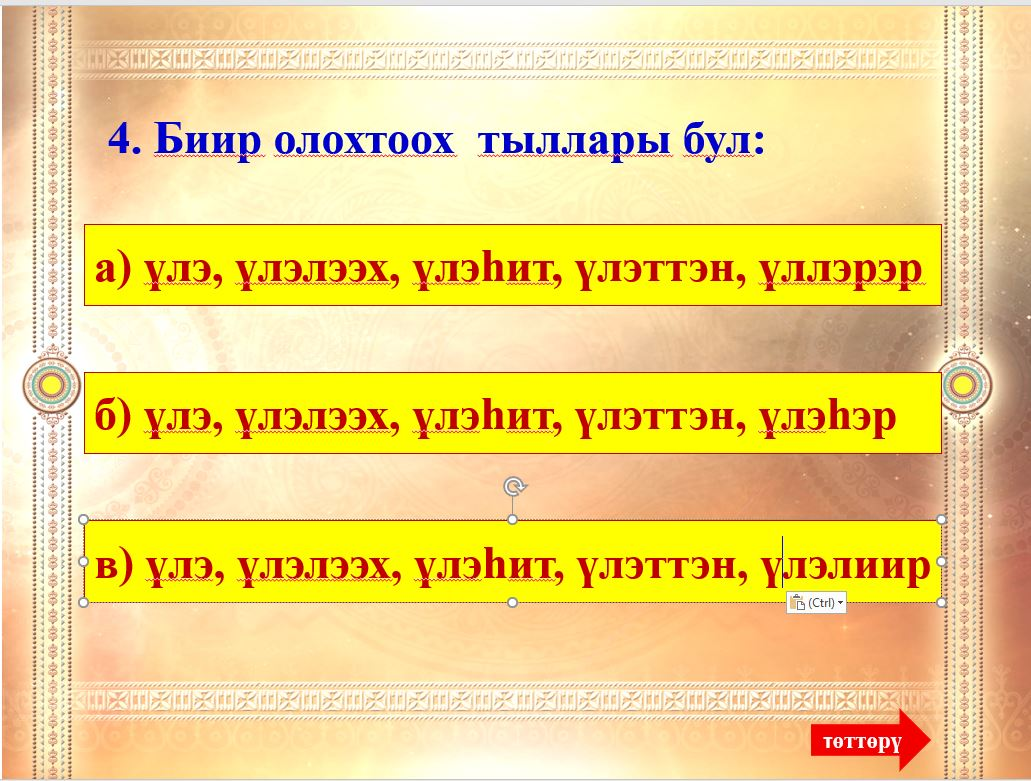 4. Биир олохтоох тыллары бул:
а) үлэ, үлэлээх, үлэһит, үлэттэн, үллэрэр
б) үлэ, үлэлээх, үлэһит, үлэттэн, үлэһэр
в) үлэ, үлэлээх, үлэһит, үлэттэн, үлэлиир
(Ctrl)
төттөрү